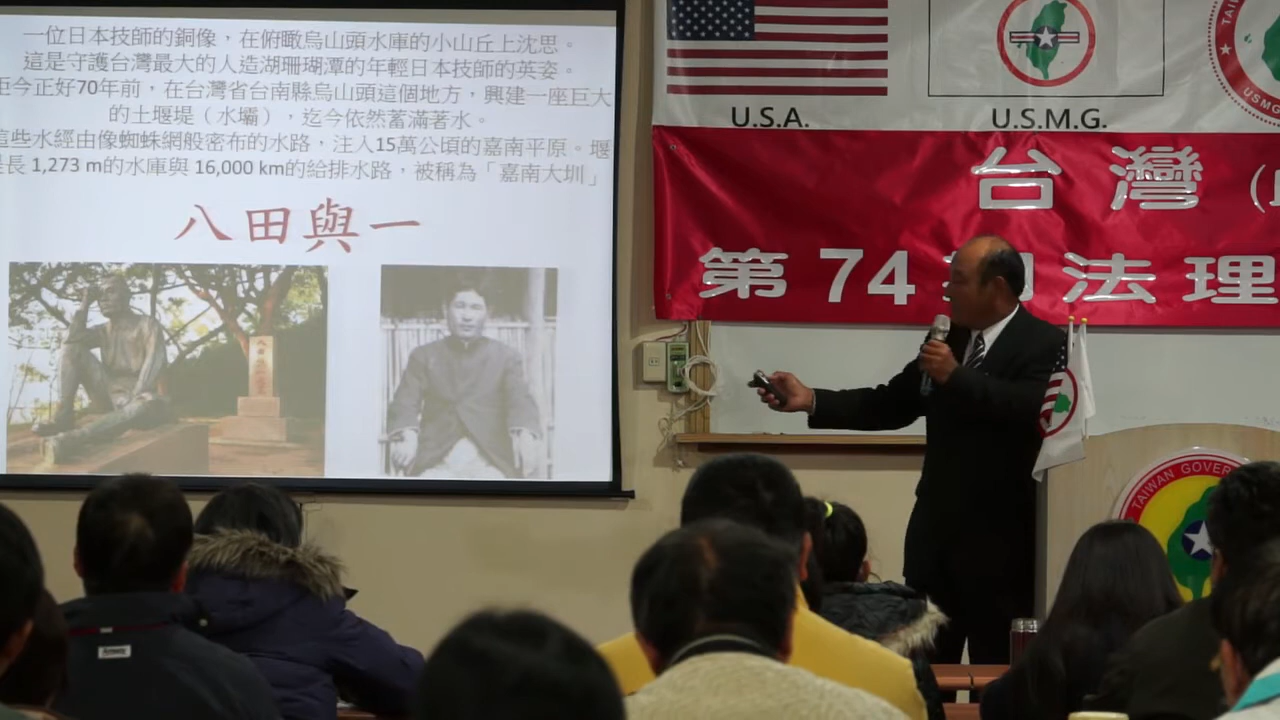 一位日本技師的銅像，在俯瞰烏山頭水庫的小山丘上沈思。
這是守護台灣最大的人造湖珊瑚潭的年輕日本技師的英姿。
距今正好70年前，在台灣省台南縣烏山頭這個地方，興建一座巨大
的土堰堤（水壩），迄今依然蓄滿著水。
這些水經由像蜘蛛網般密布的水路，注入15萬公頃的嘉南平原。堰
是長 1,273 m的水庫與 16,000 km的給排水路，被稱為「嘉南大圳」
八田與一
U.S.A.
U.S.M.G.
TAIWAN
USMG
台灣
第 74 期法理
TAIWAN GOVER
Amway